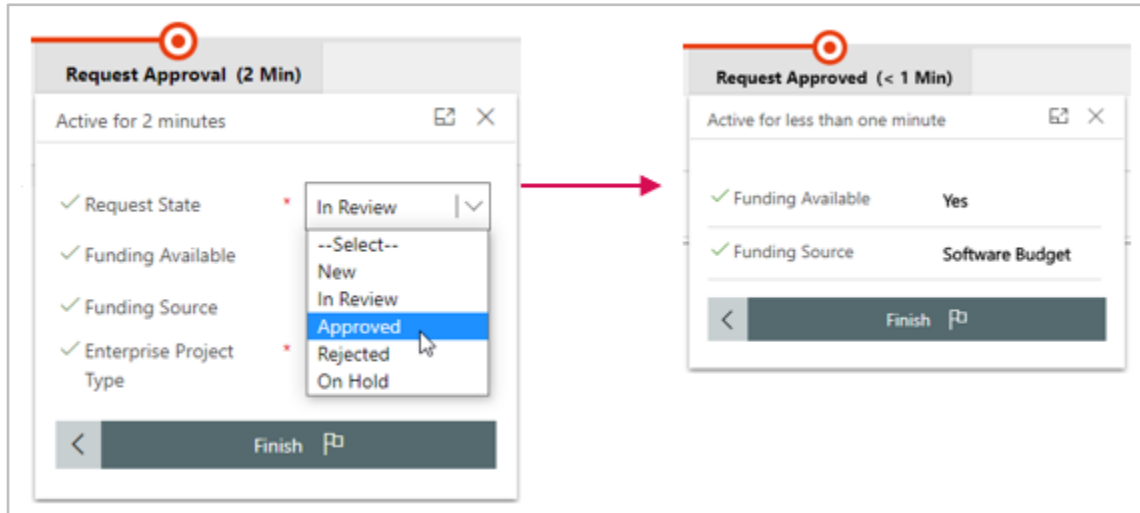 Request Approval (2 Min)
Active for 2 minutes
Request State * In Review
--Select--
New
In Review
Approved
Rejected
On Hold
Funding Available
Funding Source
Enterprise Project *
Type
Finish
Request Approved (< 1 Min)
Active for less than one minute
Funding Available Yes
Funding Source Software Budget
Finish